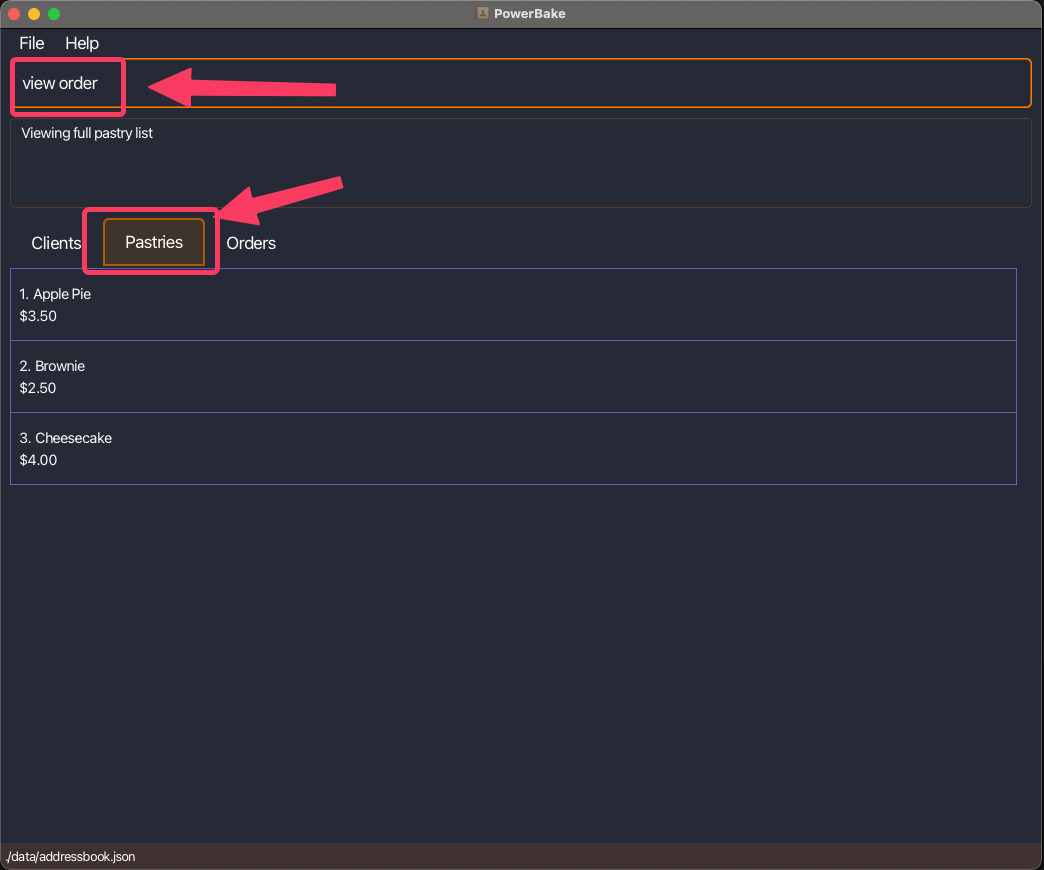 PowerBake
File Help
view order
Viewing full pastry list
Clients Pastries Orders
1. Apple Pie
$3.50
2. Brownie
$2.50
3. Cheesecake
$4.00
./data/addressbook.json